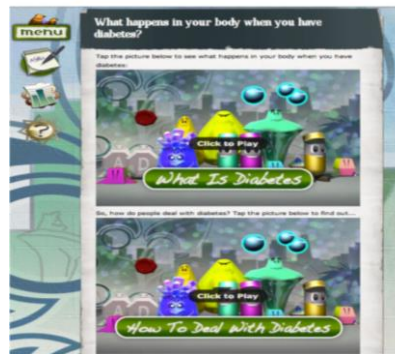 What happens in your body when you have
diabetes?
menu
Tap the picture below to see what happens in your body when you have
diabetes:
Click to Play
What Is Diabetes
So, how do people deal with diabetes? Tap the picture below to find out...
Click to Play
How To Deal With Diabetes